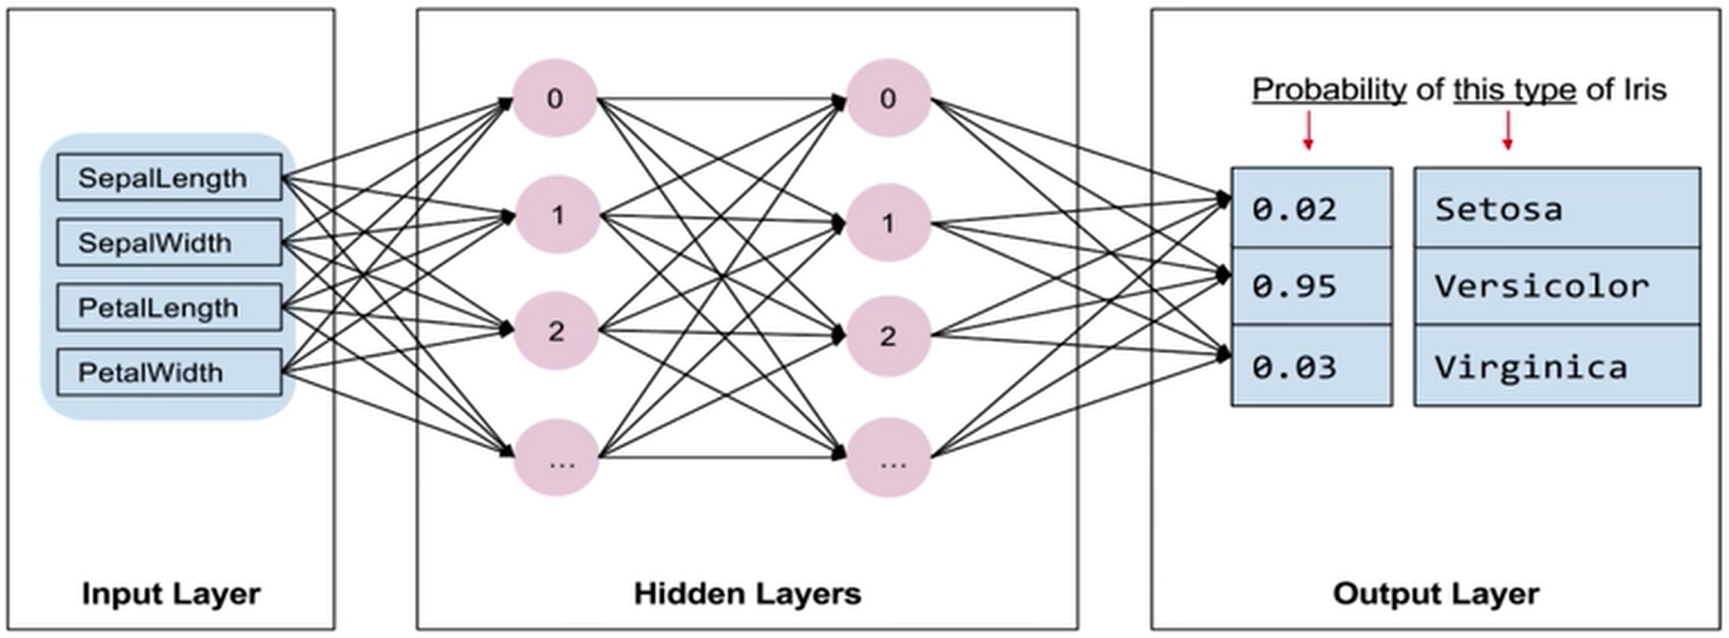 SepalLength
SepalWidth
PetalLength
PetalWidth
Input Layer
0
1
2
...
0
1
2
...
Hidden Layers
Probability of this type of Iris
0.02 Setosa
0.95 Versicolor
0.03 Virginica
Output Layer